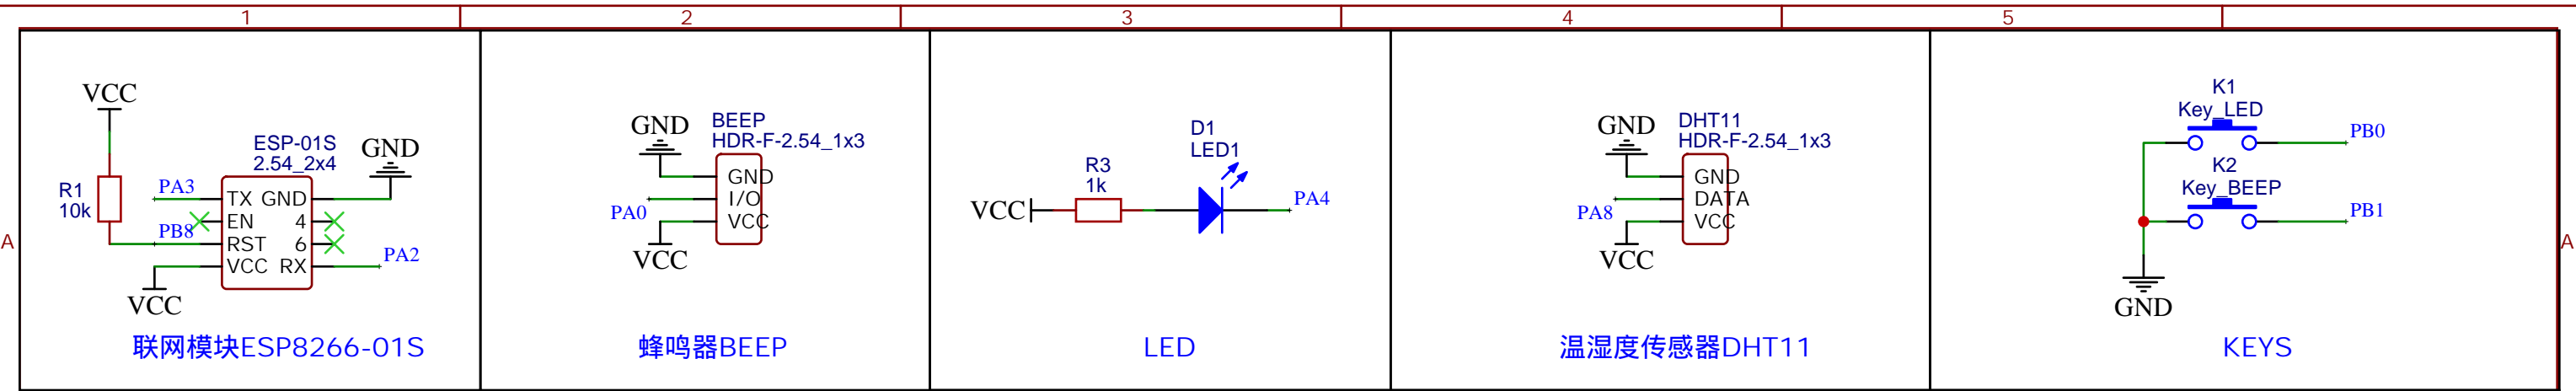 1
2
3
4
5
A
A
VCC
R1
10k
ESP-01S
2.54_2x4
GND
PA3
PB8
TX GND
EN 4
RST 6
VCC RX
PA2
VCC
联网模块ESP8266-01S
GND
BEEP
HDR-F-2.54_1x3
PA0
GND
I/O
VCC
VCC
蜂鸣器BEEP
D1
LED1
R3
1k
VCC
PA4
LED
GND
DHT11
HDR-F-2.54_1x3
PA8
GND
DATA
VCC
VCC
温湿度传感器DHT11
K1
Key_LED
PB0
K2
Key_BEEP
PB1
GND
KEYS